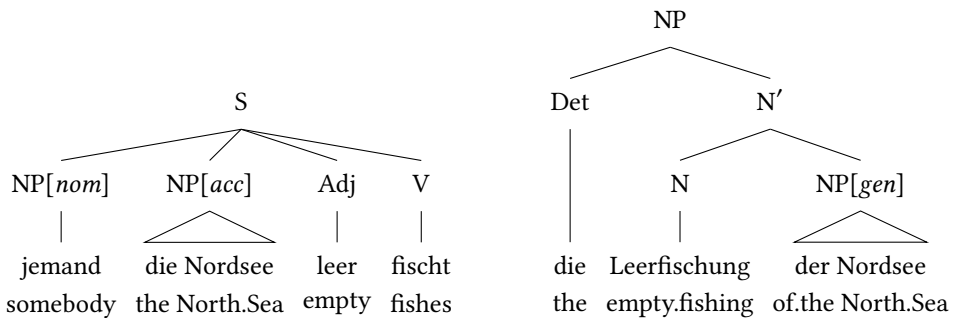 NP
S Det N′
NP[nom] NP[acc] Adj V N NP[gen]
jemand die Nordsee leer fischt die Leerfischung der Nordsee
somebody the North.Sea empty fishes the empty.fishing of.the North.Sea